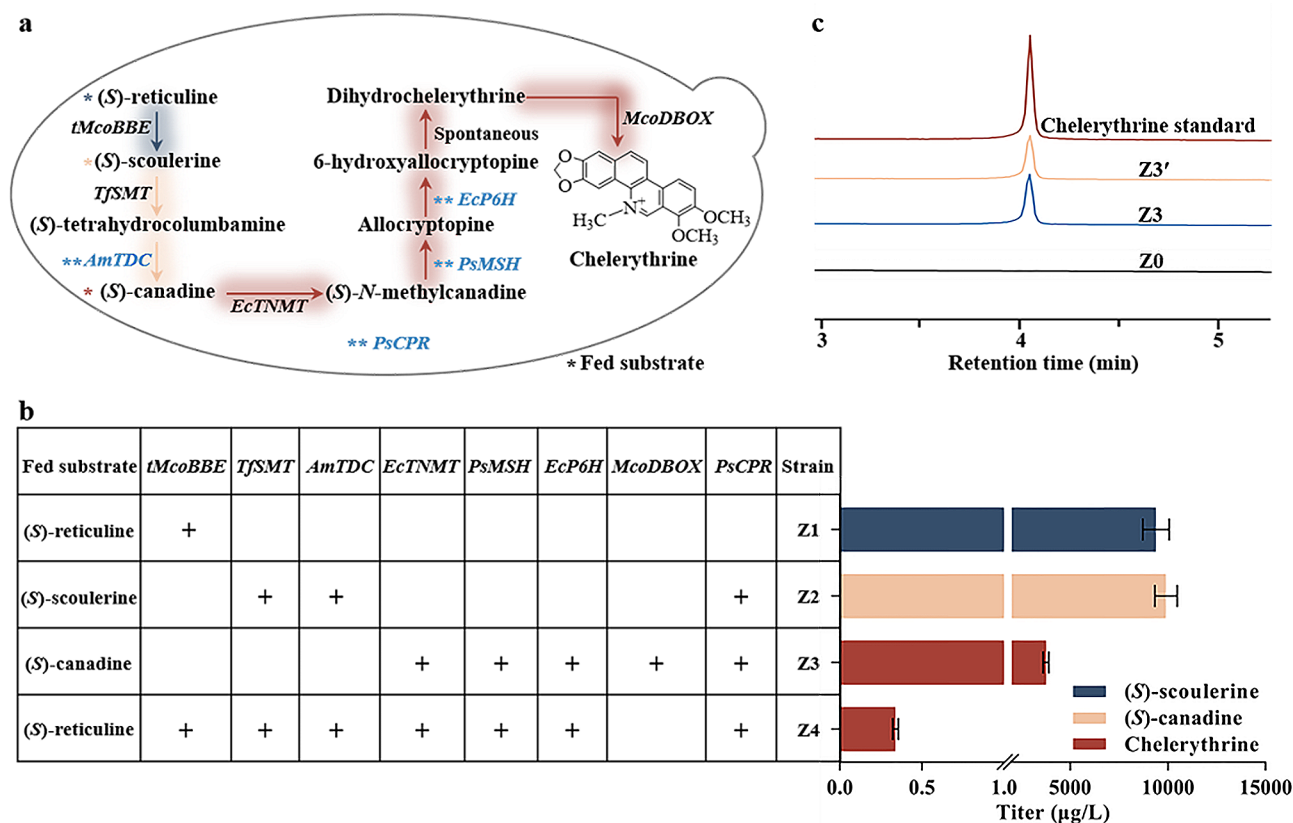 a
* (S)-reticuline
tMcoBBE
*(S)-scoulerine
TfSMT
(S)-tetrahydrocolumbamine
**AmTDC
* (S)-canadine
EcTNMT
(S)-N-methylcanadine
** PsMSH
Allocryptopine
** EcP6H
6-hydroxyallocryptopine
Spontaneous
Dihydrochelerythrine
McoDBOX
O
O
H₃C
N⁺
OCH₃
OCH₃
Chelerythrine
** PsCPR
* Fed substrate
c
Chelerythrine standard
Z3′
Z3
Z0
3 4 5
Retention time (min)
b
Fed substrate tMcoBBE TfSMT AmTDC EcTNMT PsMSH EcP6H McoDBOX PsCPR Strain
(S)-reticuline + Z1
(S)-scoulerine + + + Z2
(S)-canadine + + + + + Z3
(S)-reticuline + + + + + + + Z4
(S)-scoulerine
(S)-canadine
Chelerythrine
0.0 0.5 1.0 5000 10000 15000
Titer (µg/L)